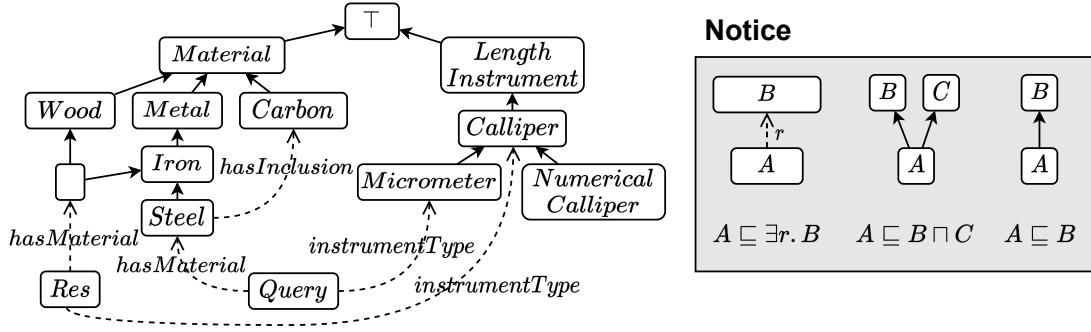 ⊤
Notice
Material
Length
Instrument
Wood
Metal
Carbon
Calliper
Iron
hasInclusion
Micrometer
Numerical
Calliper
Steel
hasMaterial
hasMaterial
instrumentType
Res
Query
instrumentType
B
B
C
B
r
A
A
A
A ⊑ ∃r. B
A ⊑ B ⊓ C
A ⊑ B